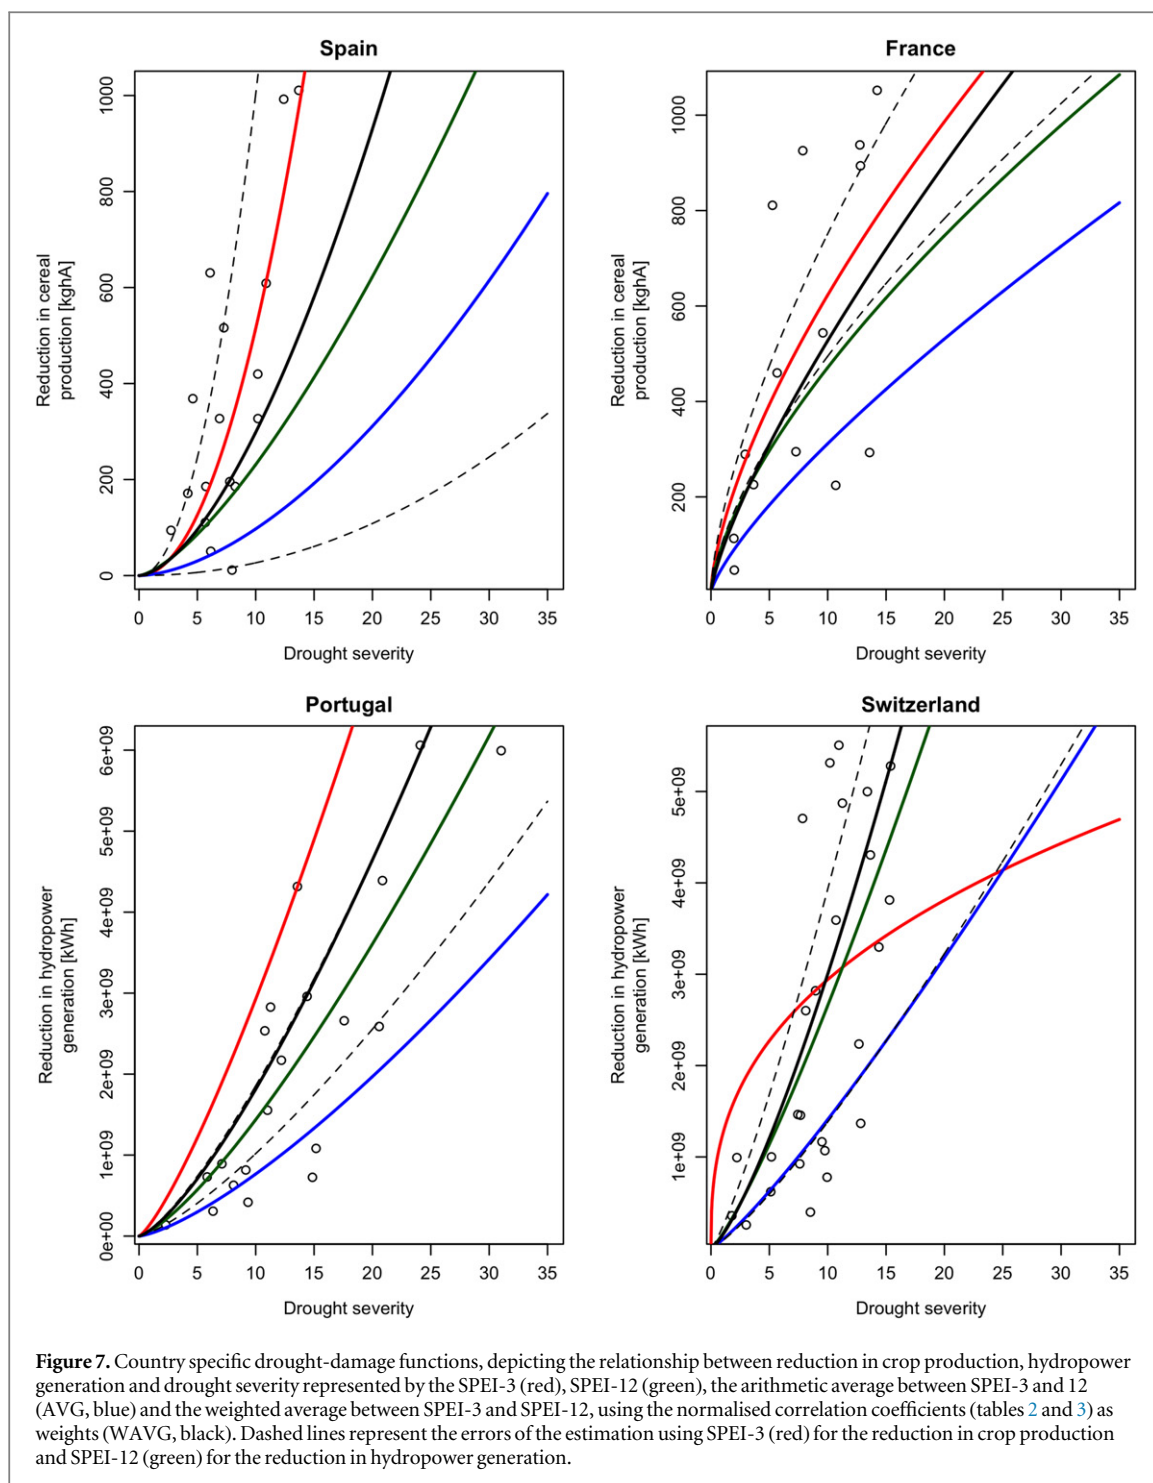 Spain
1000
800
600
400
200
0
Reduction in cereal
production [kghA]
0 5 10 15 20 25 30 35
Drought severity
France
1000
800
600
400
200
Reduction in cereal
production [kghA]
0 5 10 15 20 25 30 35
Drought severity
Portugal
6e+09
5e+09
4e+09
3e+09
2e+09
1e+09
0e+00
Reduction in hydropower
generation [kWh]
0 5 10 15 20 25 30 35
Drought severity
Switzerland
5e+09
4e+09
3e+09
2e+09
1e+09
Reduction in hydropower
generation [kWh]
0 5 10 15 20 25 30 35
Drought severity
Figure 7. Country specific drought-damage functions, depicting the relationship between reduction in crop production, hydropower
generation and drought severity represented by the SPEI-3 (red), SPEI-12 (green), the arithmetic average between SPEI-3 and 12
(AVG, blue) and the weighted average between SPEI-3 and SPEI-12, using the normalised correlation coefficients (tables 2 and 3) as
weights (WAVG, black). Dashed lines represent the errors of the estimation using SPEI-3 (red) for the reduction in crop production
and SPEI-12 (green) for the reduction in hydropower generation.